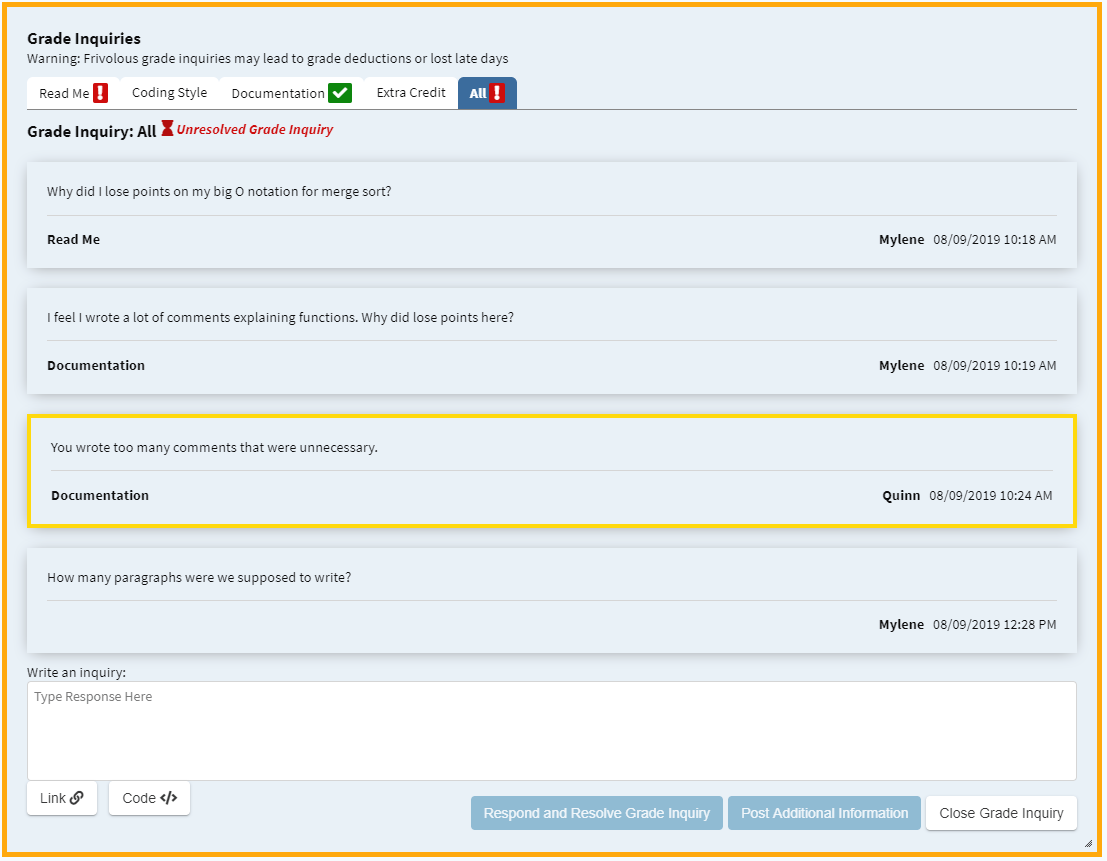 Grade Inquiries
Warning: Frivolous grade inquiries may lead to grade deductions or lost late days
Read Me Coding Style Documentation Extra Credit All
Grade Inquiry: All Unresolved Grade Inquiry
Why did I lose points on my big O notation for merge sort?
Read Me Mylene 08/09/2019 10:18 AM
I feel I wrote a lot of comments explaining functions. Why did lose points here?
Documentation Mylene 08/09/2019 10:19 AM
You wrote too many comments that were unnecessary.
Documentation Quinn 08/09/2019 10:24 AM
How many paragraphs were we supposed to write?
Mylene 08/09/2019 12:28 PM
Write an inquiry:
Type Response Here
Link Code </>
Respond and Resolve Grade Inquiry Post Additional Information Close Grade Inquiry